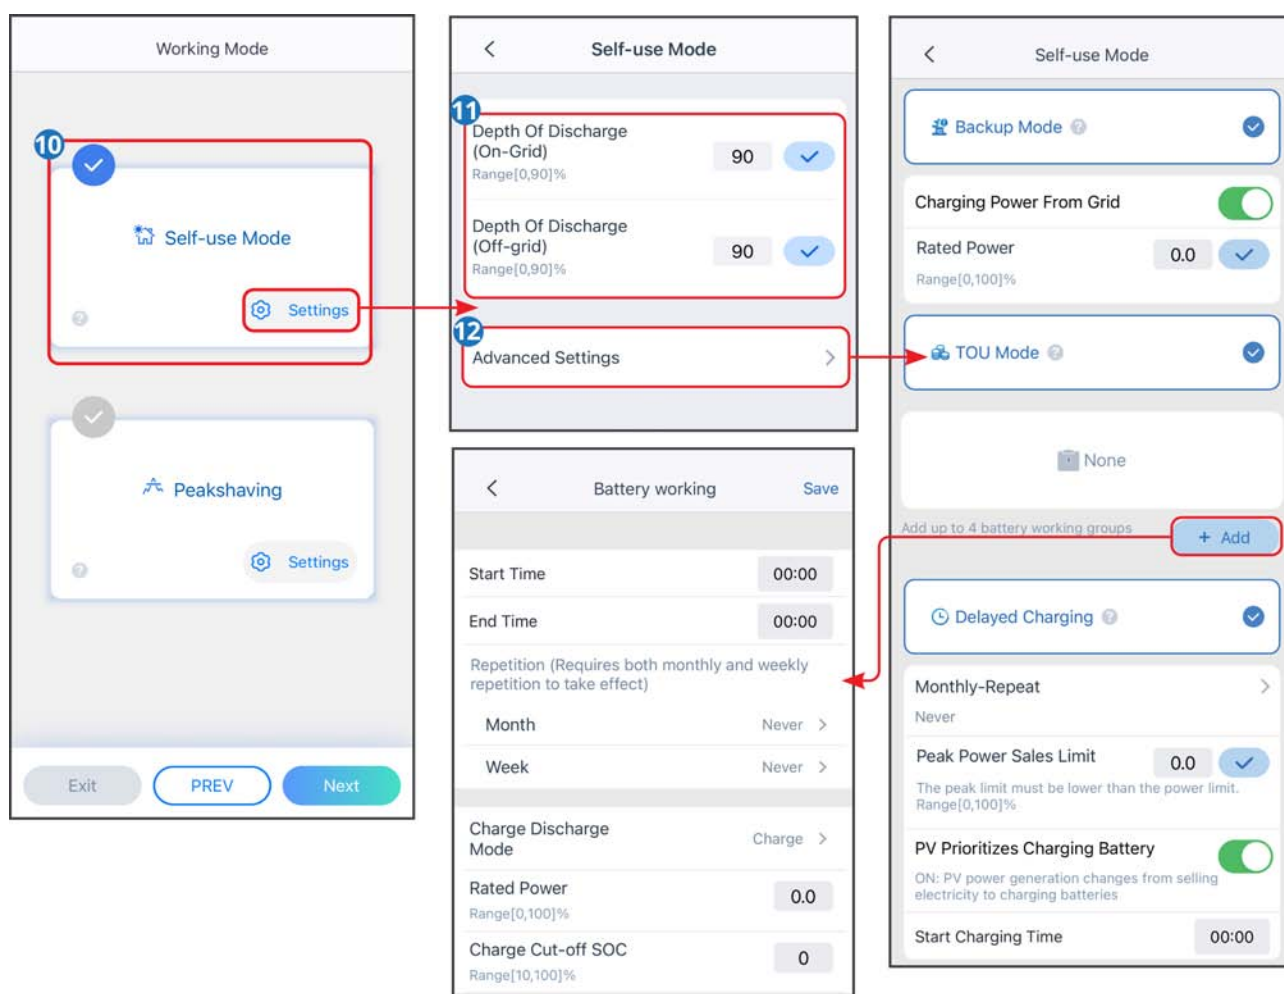 Working Mode
10
Self-use Mode
Settings
Peakshaving
Settings
Exit
PREV
Next
Self-use Mode
11
Depth Of Discharge
(On-Grid)
90
Range[0,90]%
Depth Of Discharge
(Off-grid)
90
Range[0,90]%
12
Advanced Settings
Battery working
Save
Start Time
00:00
End Time
00:00
Repetition (Requires both monthly and weekly
repetition to take effect)
Month
Never
Week
Never
Charge Discharge
Mode
Charge
Rated Power
0.0
Range[0,100]%
Charge Cut-off SOC
0
Range[10,100]%
Self-use Mode
Backup Mode
Charging Power From Grid
Rated Power
0.0
Range[0,100]%
TOU Mode
None
Add up to 4 battery working groups
+ Add
Delayed Charging
Monthly-Repeat
Never
Peak Power Sales Limit
0.0
The peak limit must be lower than the power limit.
Range[0,100]%
PV Prioritizes Charging Battery
ON: PV power generation changes from selling
electricity to charging batteries
Start Charging Time
00:00